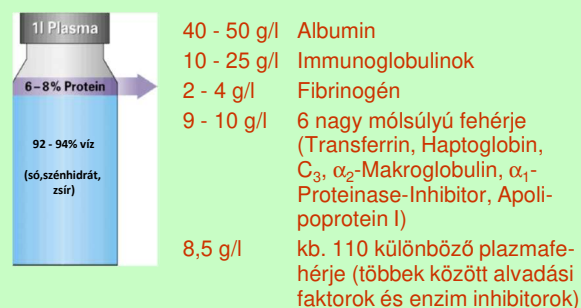 1l Plasma
6–8% Protein
92 - 94% víz
(só,szénhidrát,
zsír)
40 - 50 g/l Albumin
10 - 25 g/l Immunoglobulinok
2 - 4 g/l Fibrinogén
9 - 10 g/l 6 nagy mólsúlyú fehérje
(Transferrin, Haptoglobin,
C₃, α₂-Makroglobulin, α₁-
Proteinase-Inhibitor, Apoli-
poprotein I)
8,5 g/l kb. 110 különböző plazmafe-
hérje (többek között alvadási
faktorok és enzim inhibitorok)